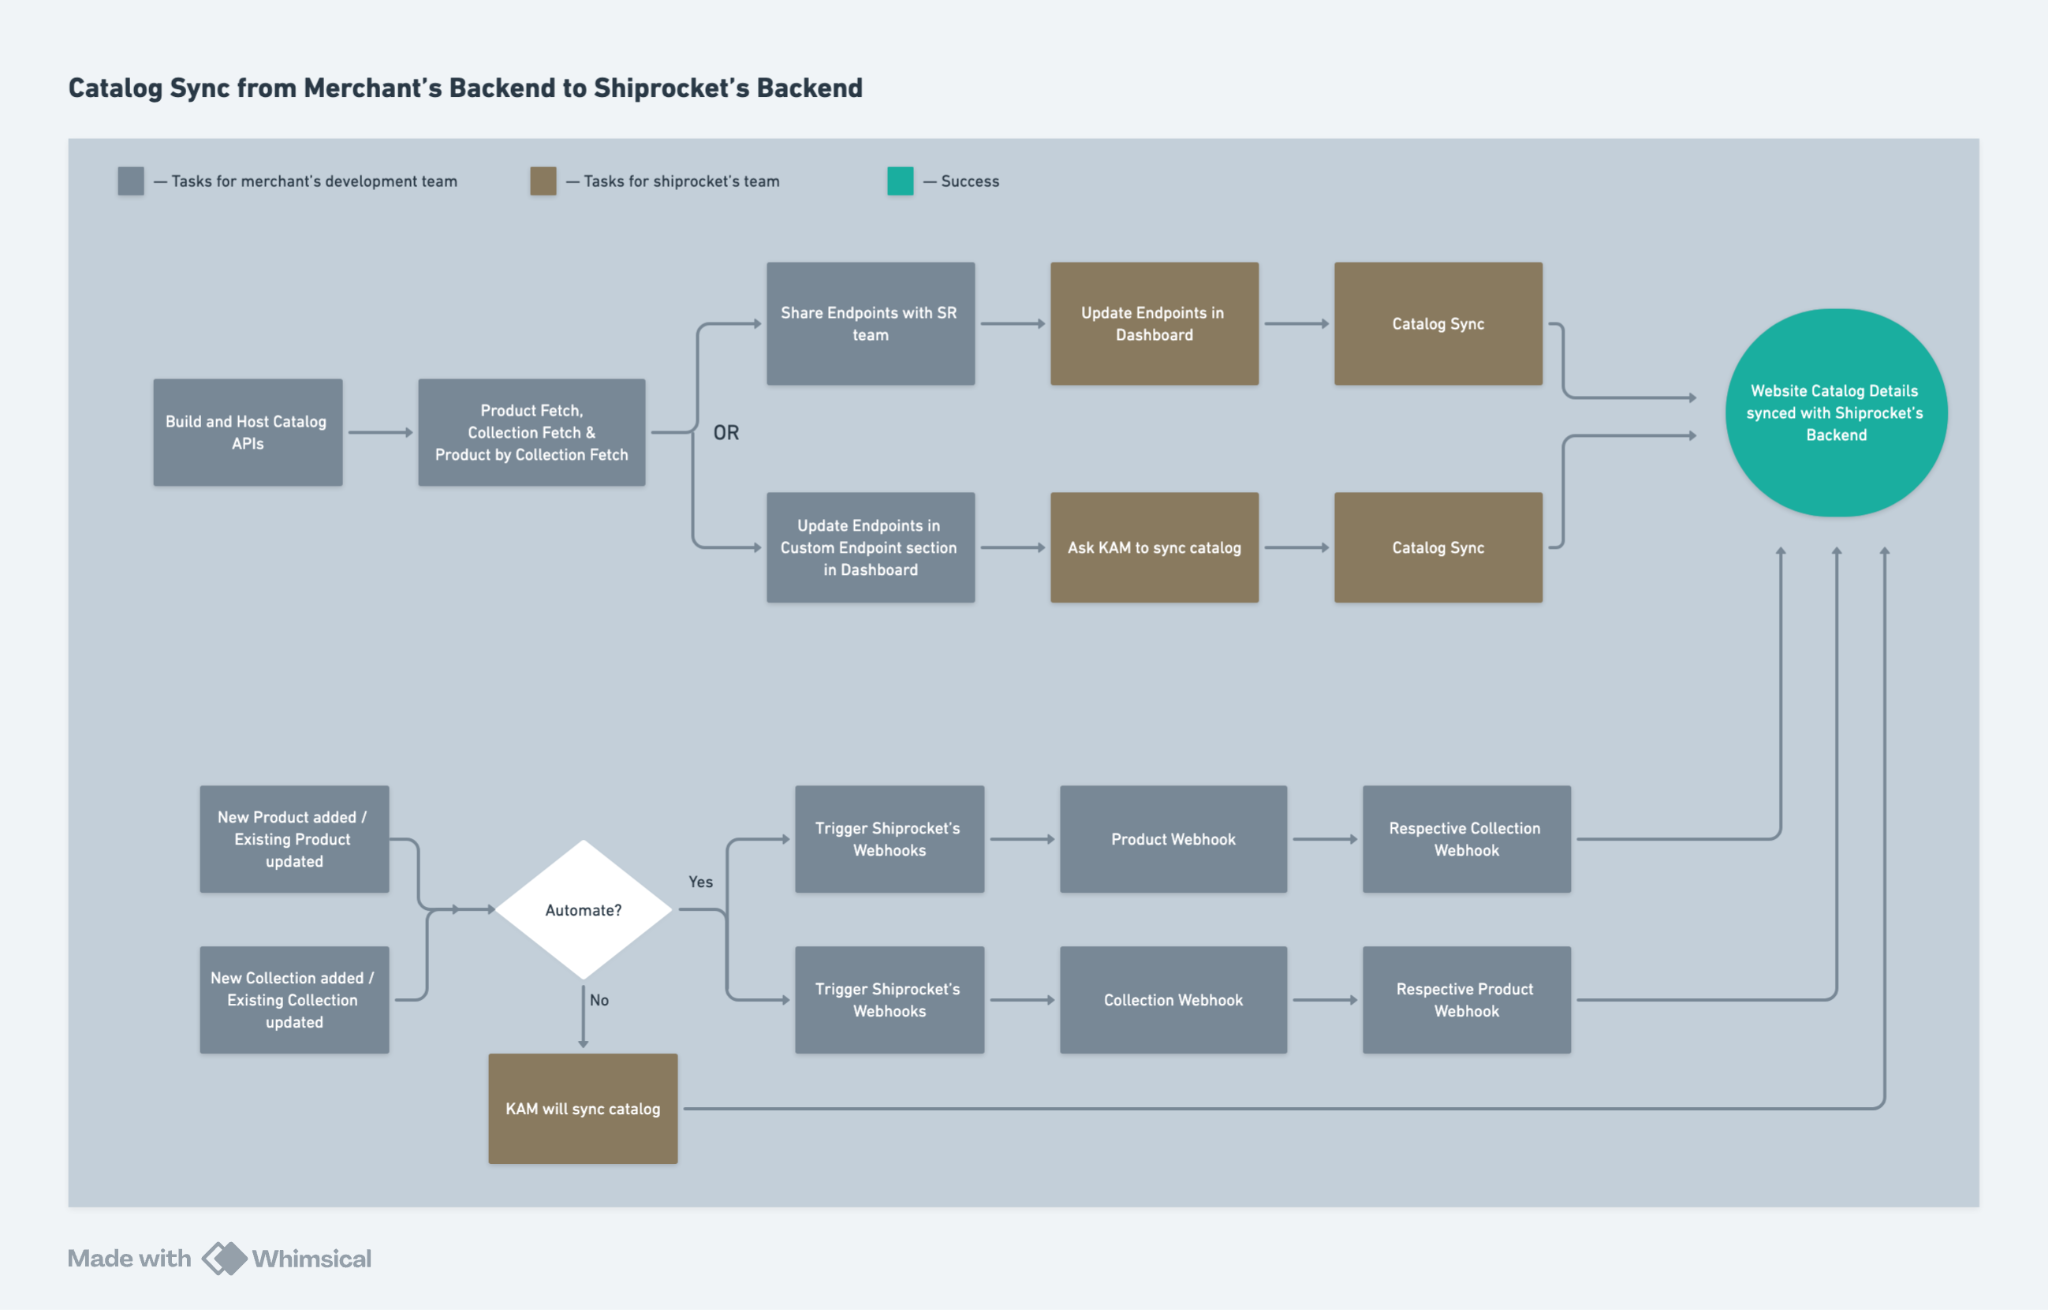 Catalog Sync from Merchant's Backend to Shiprocket's Backend
— Tasks for merchant's development team
— Tasks for shiprocket's team
— Success
Share Endpoints with SR
team
Update Endpoints in
Dashboard
Catalog Sync
Website Catalog Details
synced with Shiprocket's
Backend
Build and Host Catalog
APIs
Product Fetch,
Collection Fetch &
Product by Collection Fetch
OR
Update Endpoints in
Custom Endpoint section
in Dashboard
Ask KAM to sync catalog
Catalog Sync
New Product added /
Existing Product
updated
Trigger Shiprocket's
Webhooks
Product Webhook
Respective Collection
Webhook
Yes
Automate?
New Collection added /
Existing Collection
updated
No
Trigger Shiprocket's
Webhooks
Collection Webhook
Respective Product
Webhook
KAM will sync catalog
Made with Whimsical